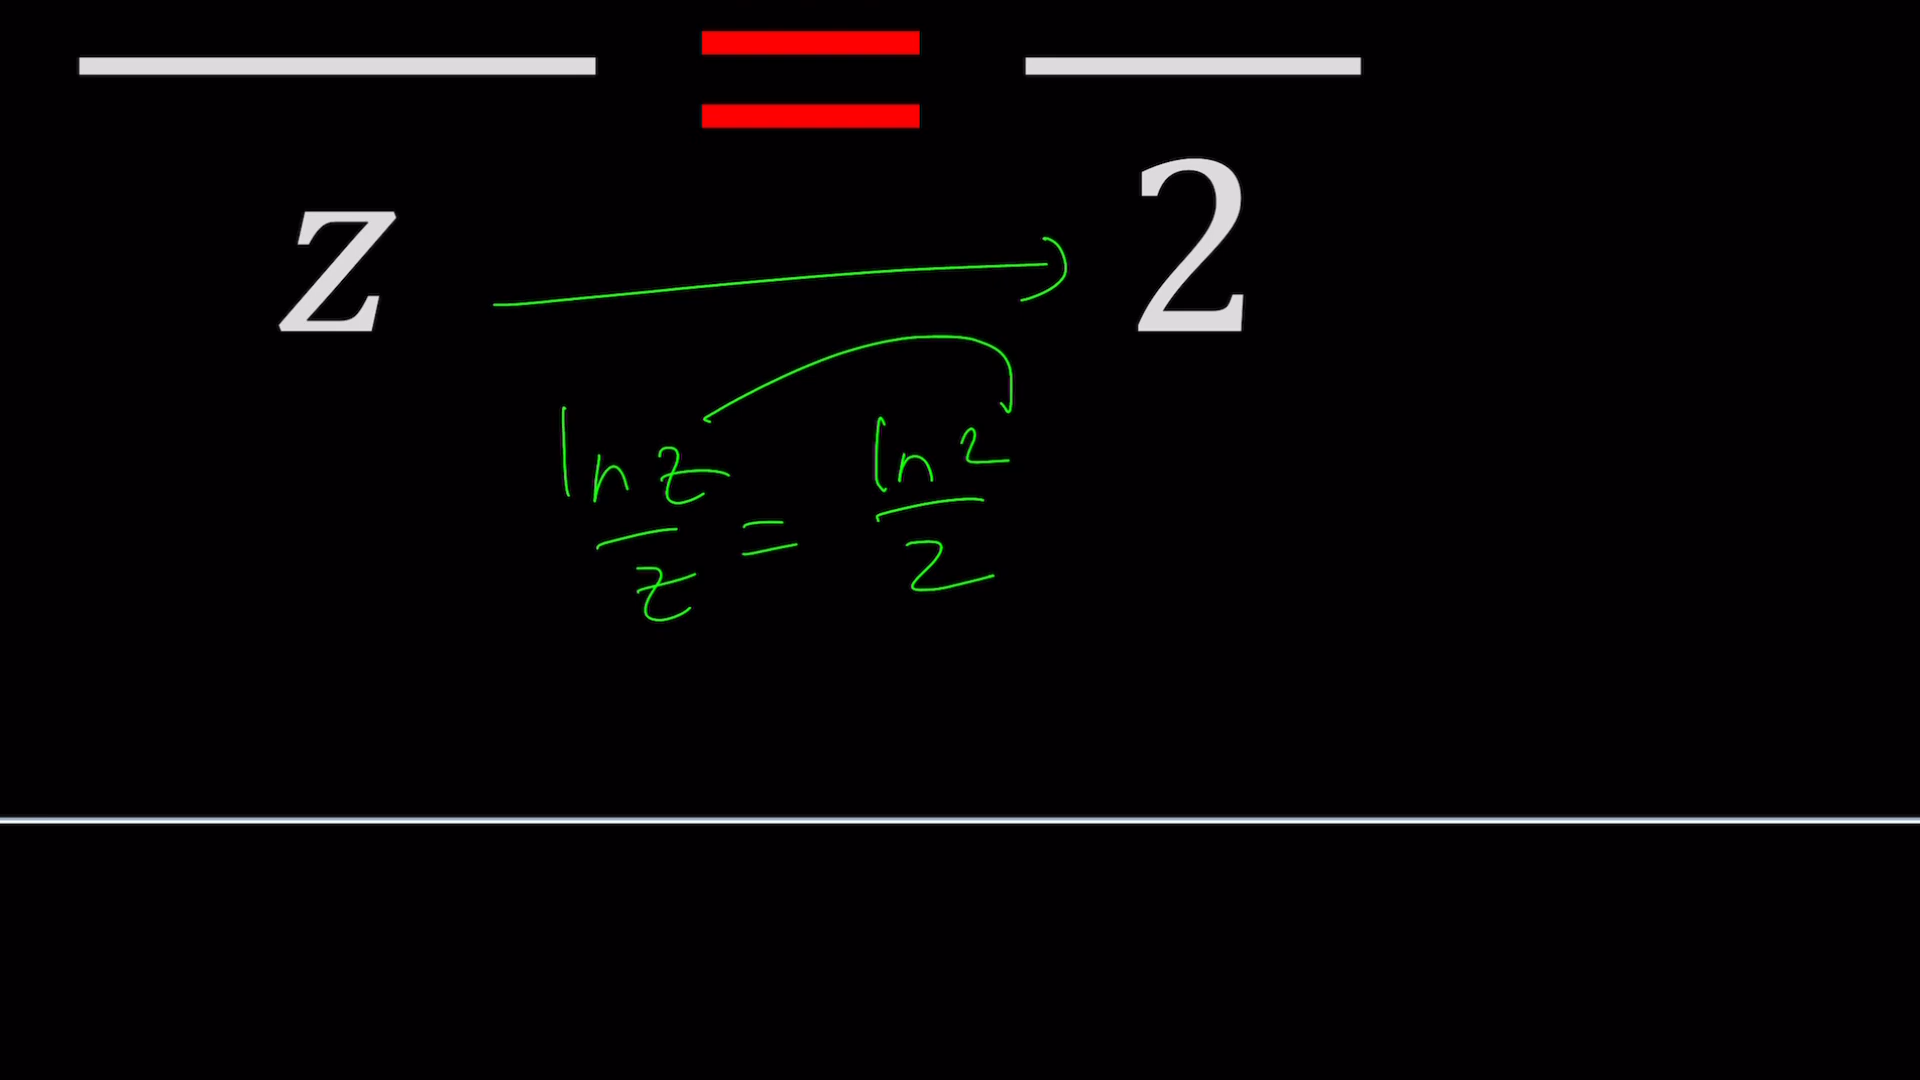 z = 2
ln z / z = ln 2 / 2